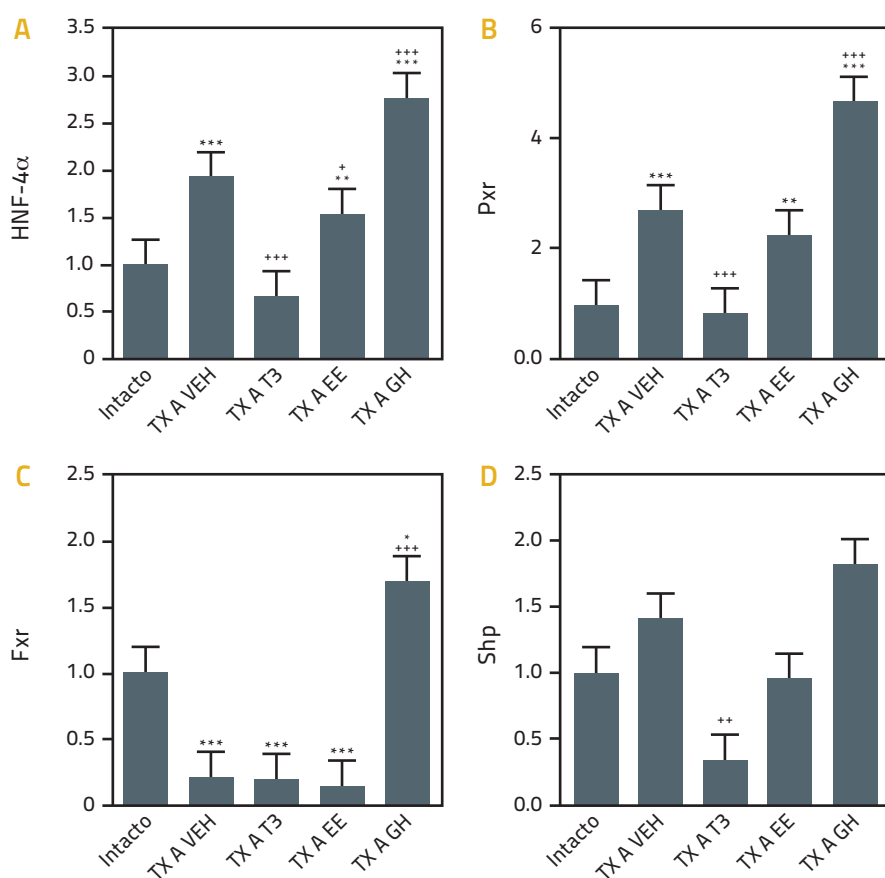 A
HNF-4α
3.5
3.0
2.5
2.0
1.5
1.0
0.5
0
***
+++
+
**
+++
***
Intacto
TX A VEH
TX A T3
TX A EE
TX A GH
B
Pxr
6
4
2
0.0
***
+++
**
+++
***
Intacto
TX A VEH
TX A T3
TX A EE
TX A GH
C
Fxr
2.5
2.0
1.5
1.0
0.5
0
***
***
***
*
+++
Intacto
TX A VEH
TX A T3
TX A EE
TX A GH
D
Shp
2.5
2.0
1.5
1.0
0.5
0.0
++
Intacto
TX A VEH
TX A T3
TX A EE
TX A GH